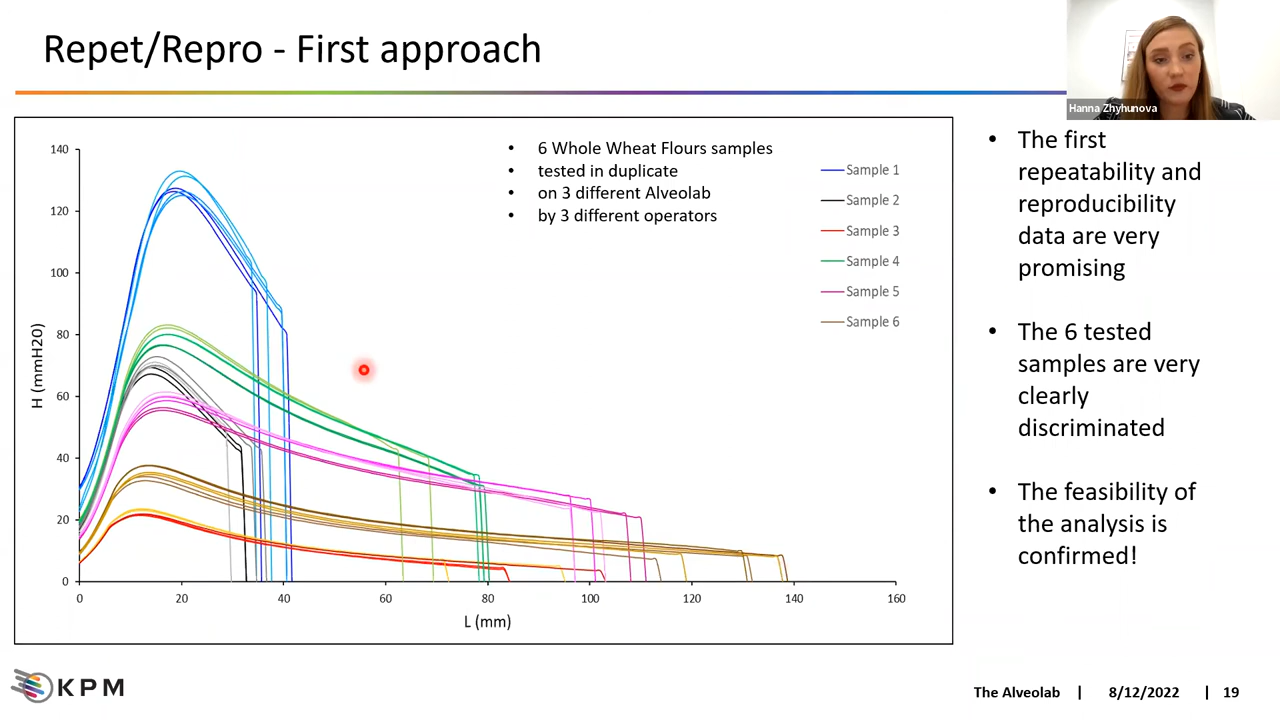 Repet/Repro - First approach
Hanna Zhyhunova
• 6 Whole Wheat Flours samples
• tested in duplicate
• on 3 different Alveolab
• by 3 different operators
Sample 1
Sample 2
Sample 3
Sample 4
Sample 5
Sample 6
H (mmH20)
140
120
100
80
60
40
20
0
0 20 40 60 80 100 120 140 160
L (mm)
• The first
repeatability and
reproducibility
data are very
promising
• The 6 tested
samples are very
clearly
discriminated
• The feasibility of
the analysis is
confirmed!
KPM
The Alveolab | 8/12/2022 | 19